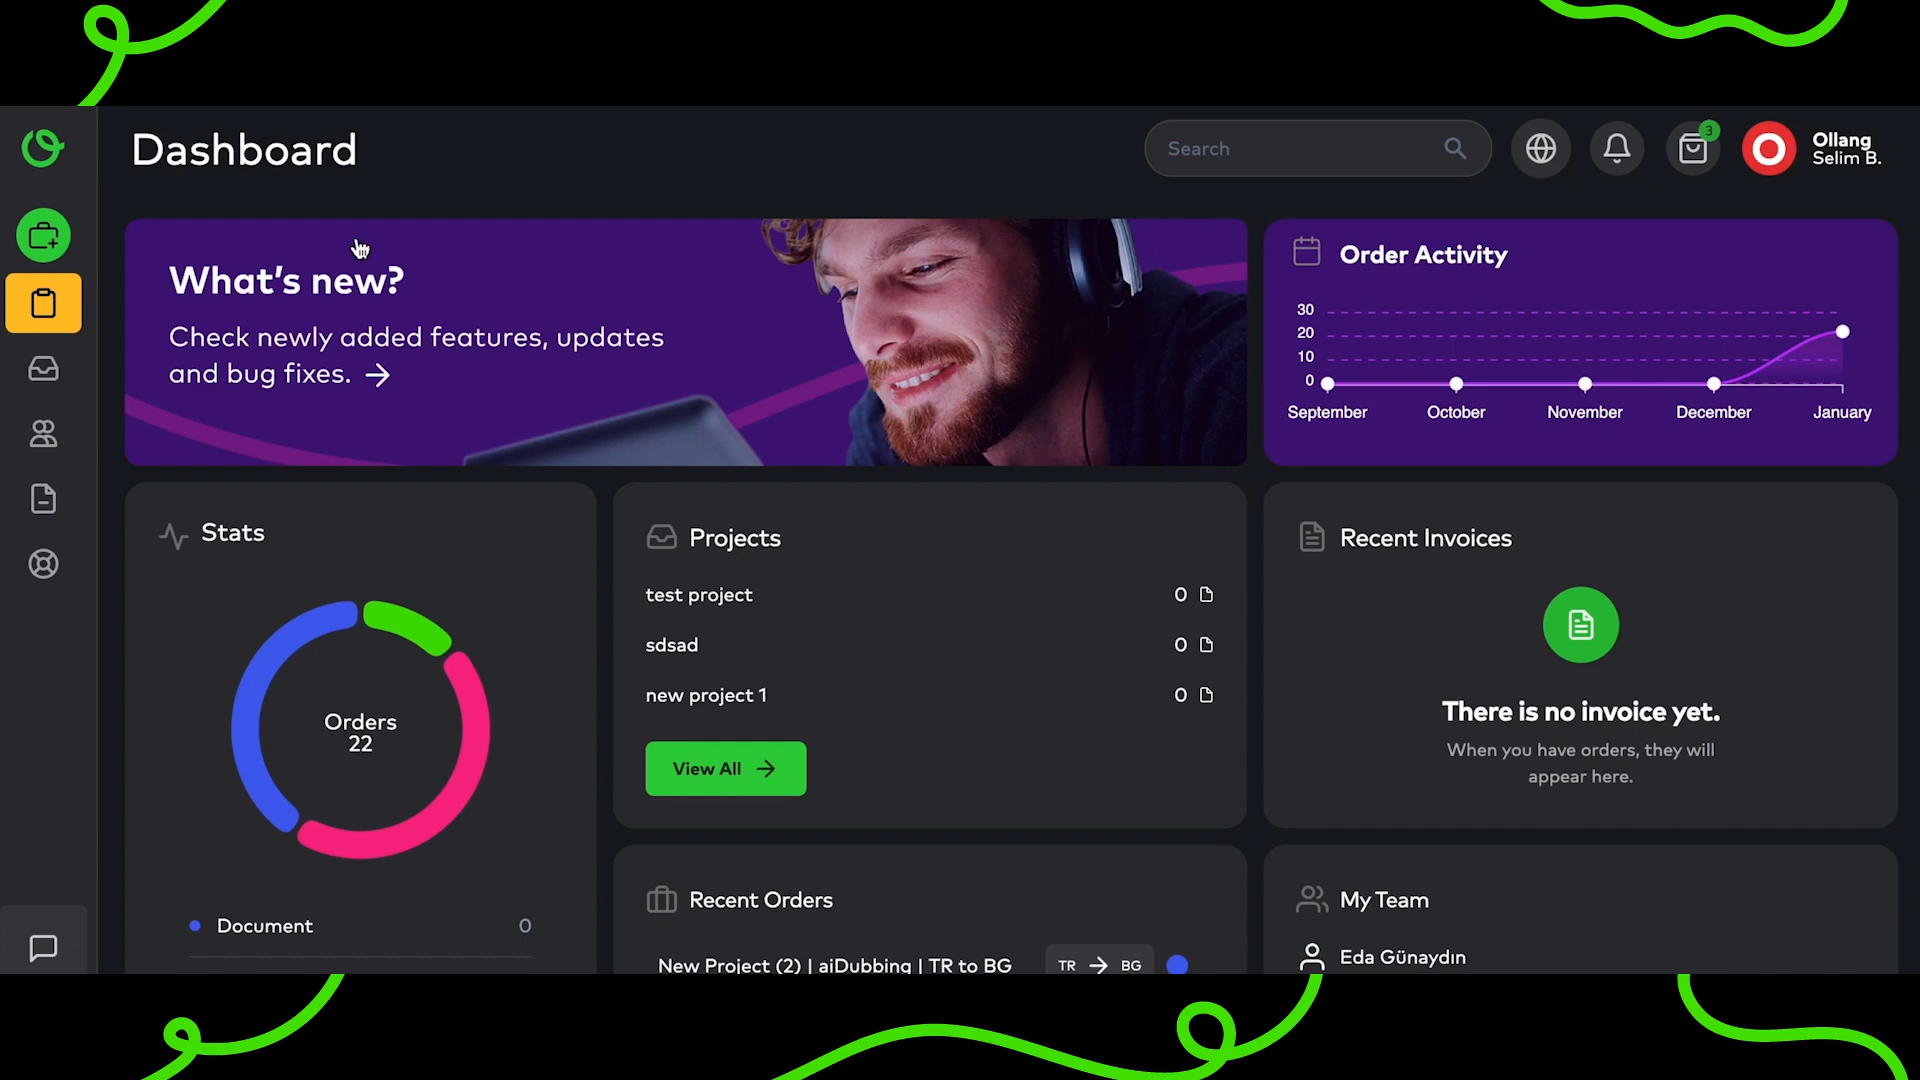 Dashboard
Search
3
Ollang
Selim B.
What's new?
Check newly added features, updates
and bug fixes.
Order Activity
30
20
10
0
September October November December January
Stats
Orders
22
Document 0
Projects
test project 0
sdsad 0
new project 1 0
View All
Recent Invoices
There is no invoice yet.
When you have orders, they will
appear here.
Recent Orders
New Project (2) | aiDubbing | TR to BG TR BG
My Team
Eda Günaydın